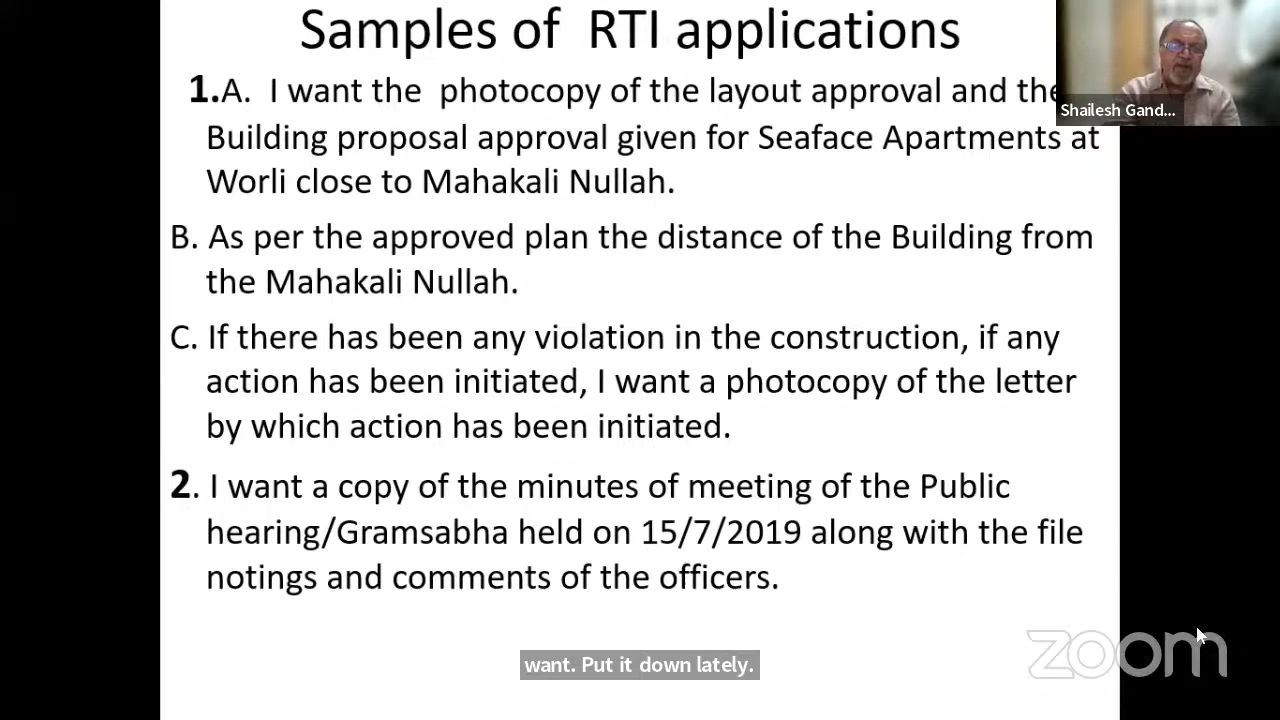 Samples of RTI applications
1.A. I want the photocopy of the layout approval and the
Building proposal approval given for Seaface Apartments at
Worli close to Mahakali Nullah.
B. As per the approved plan the distance of the Building from
the Mahakali Nullah.
C. If there has been any violation in the construction, if any
action has been initiated, I want a photocopy of the letter
by which action has been initiated.
2. I want a copy of the minutes of meeting of the Public
hearing/Gramsabha held on 15/7/2019 along with the file
notings and comments of the officers.
Shailesh Gand...
want. Put it down lately.
zoom